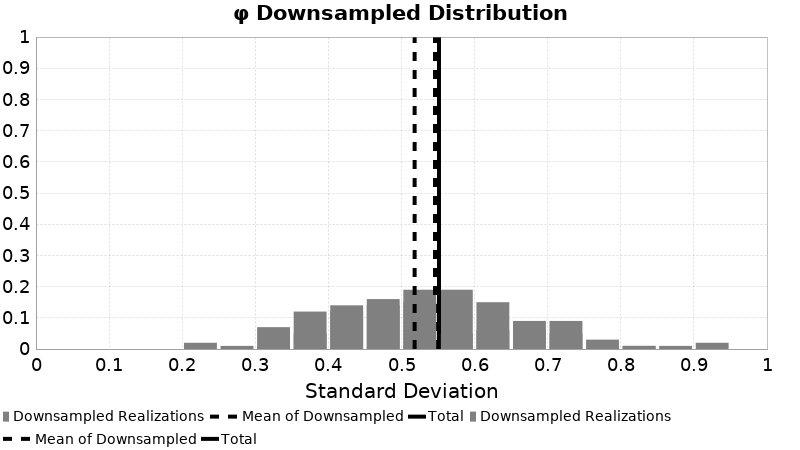 φ Downsampled Distribution
1
0.9
0.8
0.7
0.6
0.5
0.4
0.3
0.2
0.1
0
0 0.1 0.2 0.3 0.4 0.5 0.6 0.7 0.8 0.9 1
Standard Deviation
Downsampled Realizations Mean of Downsampled Total Downsampled Realizations
Mean of Downsampled Total